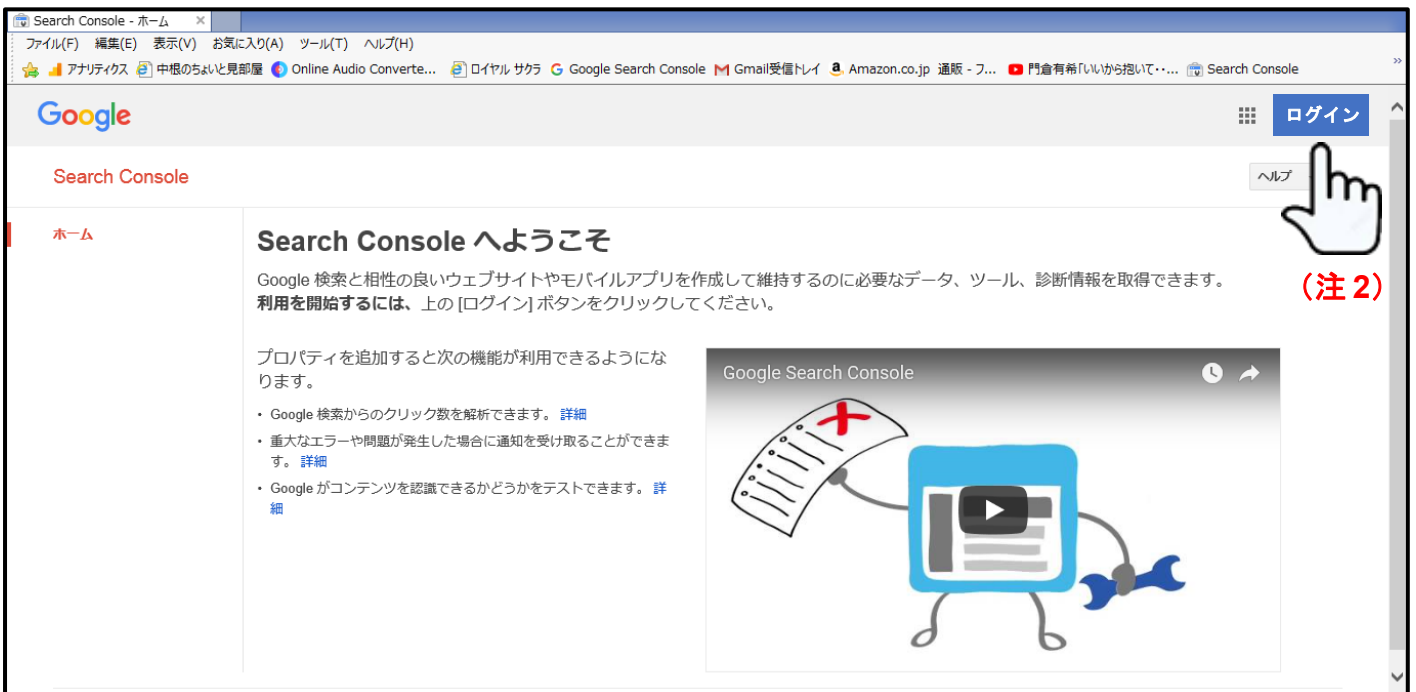 Search Console - ホーム ×
ファイル(F) 編集(E) 表示(V) お気に入り(A) ツール(T) ヘルプ(H)
アナリティクス 中根のちょいと見部屋 Online Audio Converte... ロイヤル サクラ Google Search Console Gmail受信トレイ Amazon.co.jp 通販 - フ... 門倉有希「いいから抱いて・・... Search Console »
Google ログイン
Search Console ヘルプ
ホーム
Search Console へようこそ
Google 検索と相性の良いウェブサイトやモバイルアプリを作成して維持するのに必要なデータ、ツール、診断情報を取得できます。
利用を開始するには、上の [ログイン] ボタンをクリックしてください。
（注 2）
プロパティを追加すると次の機能が利用できるようにな
ります。
• Google 検索からのクリック数を解析できます。 詳細
• 重大なエラーや問題が発生した場合に通知を受け取ることができま
す。 詳細
• Google がコンテンツを認識できるかどうかをテストできます。 詳
細
Google Search Console